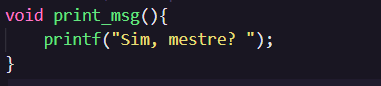 void print_msg(){
    printf("Sim, mestre? ");
}